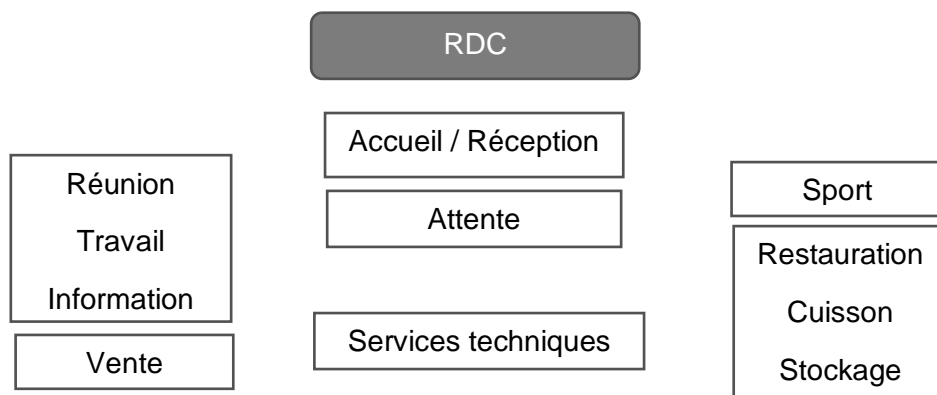 RDC
Accueil / Réception
Attente
Services techniques
Réunion
Travail
Information
Vente
Sport
Restauration
Cuisson
Stockage